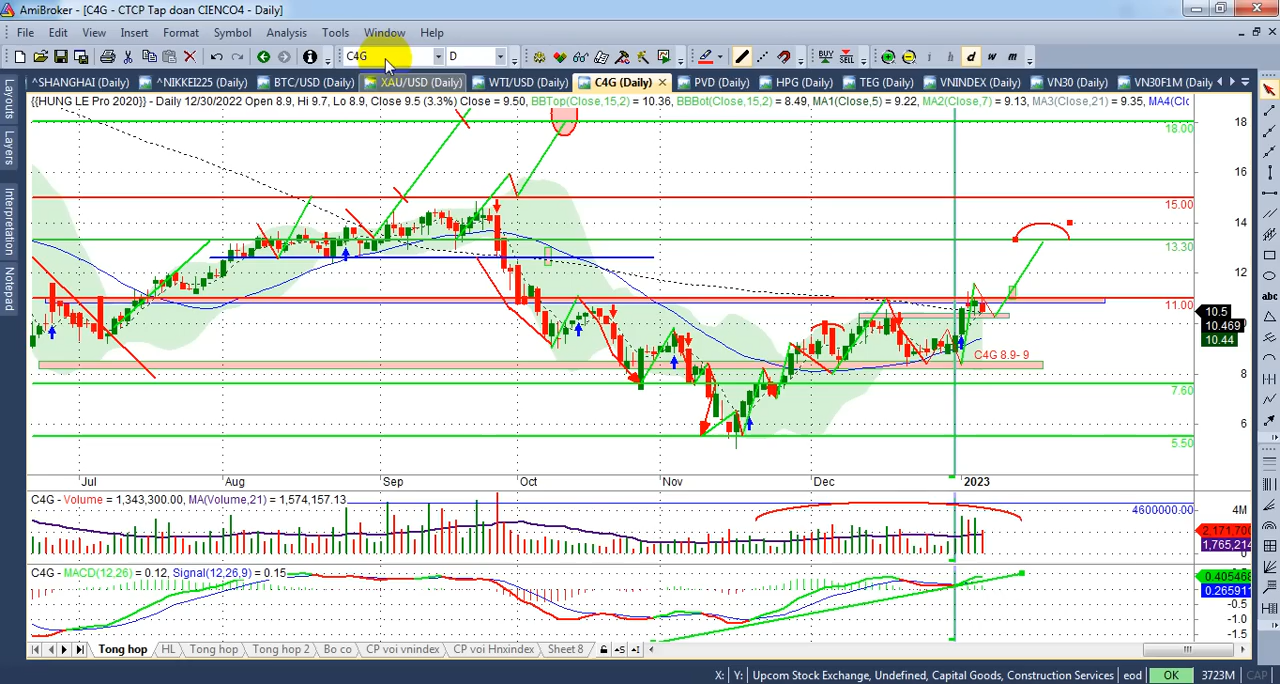 AmiBroker - [C4G - CTCP Tap doan CIENCO4 - Daily]
File Edit View Insert Format Symbol Analysis Tools Window Help
C4G D BUY SELL i h d w m
^SHANGHAI (Daily) ^NIKKEI225 (Daily) BTC/USD (Daily) XAU/USD (Daily) WTI/USD (Daily) C4G (Daily) PVD (Daily) HPG (Daily) TEG (Daily) VNINDEX (Daily) VN30 (Daily) VN30F1M (Daily)
Layouts
Layers
Interpretation
Notepad
{{HUNG LE Pro 2020}} - Daily 12/30/2022 Open 8.9, Hi 9.7, Lo 8.9, Close 9.5 (3.3%) Close = 9.50, BBTop(Close,15,2) = 10.36, BBBot(Close,15,2) = 8.49, MA1(Close,5) = 9.22, MA2(Close,7) = 9.13, MA3(Close,21) = 9.35, MA4(Clo
18
18.00
16
15.00
14
13.30
12
11.00
10.5
10.469
10.44
C4G 8.9- 9
8
7.60
6
5.50
Jul Aug Sep Oct Nov Dec 2023
C4G - Volume = 1,343,300.00, MA(Volume,21) = 1,574,157.13
4600000.00
4M
2,171,700
1,765,214
C4G - MACD(12,26) = 0.12, Signal(12,26,9) = 0.15
0.405468
0.265911
-0.5
-1.0
-1.5
Tong hop HL Tong hop Tong hop 2 Bo co CP voi vnindex CP voi Hnxindex Sheet 8
abc
X: Y: Upcom Stock Exchange, Undefined, Capital Goods, Construction Services eod OK 3723M CAP